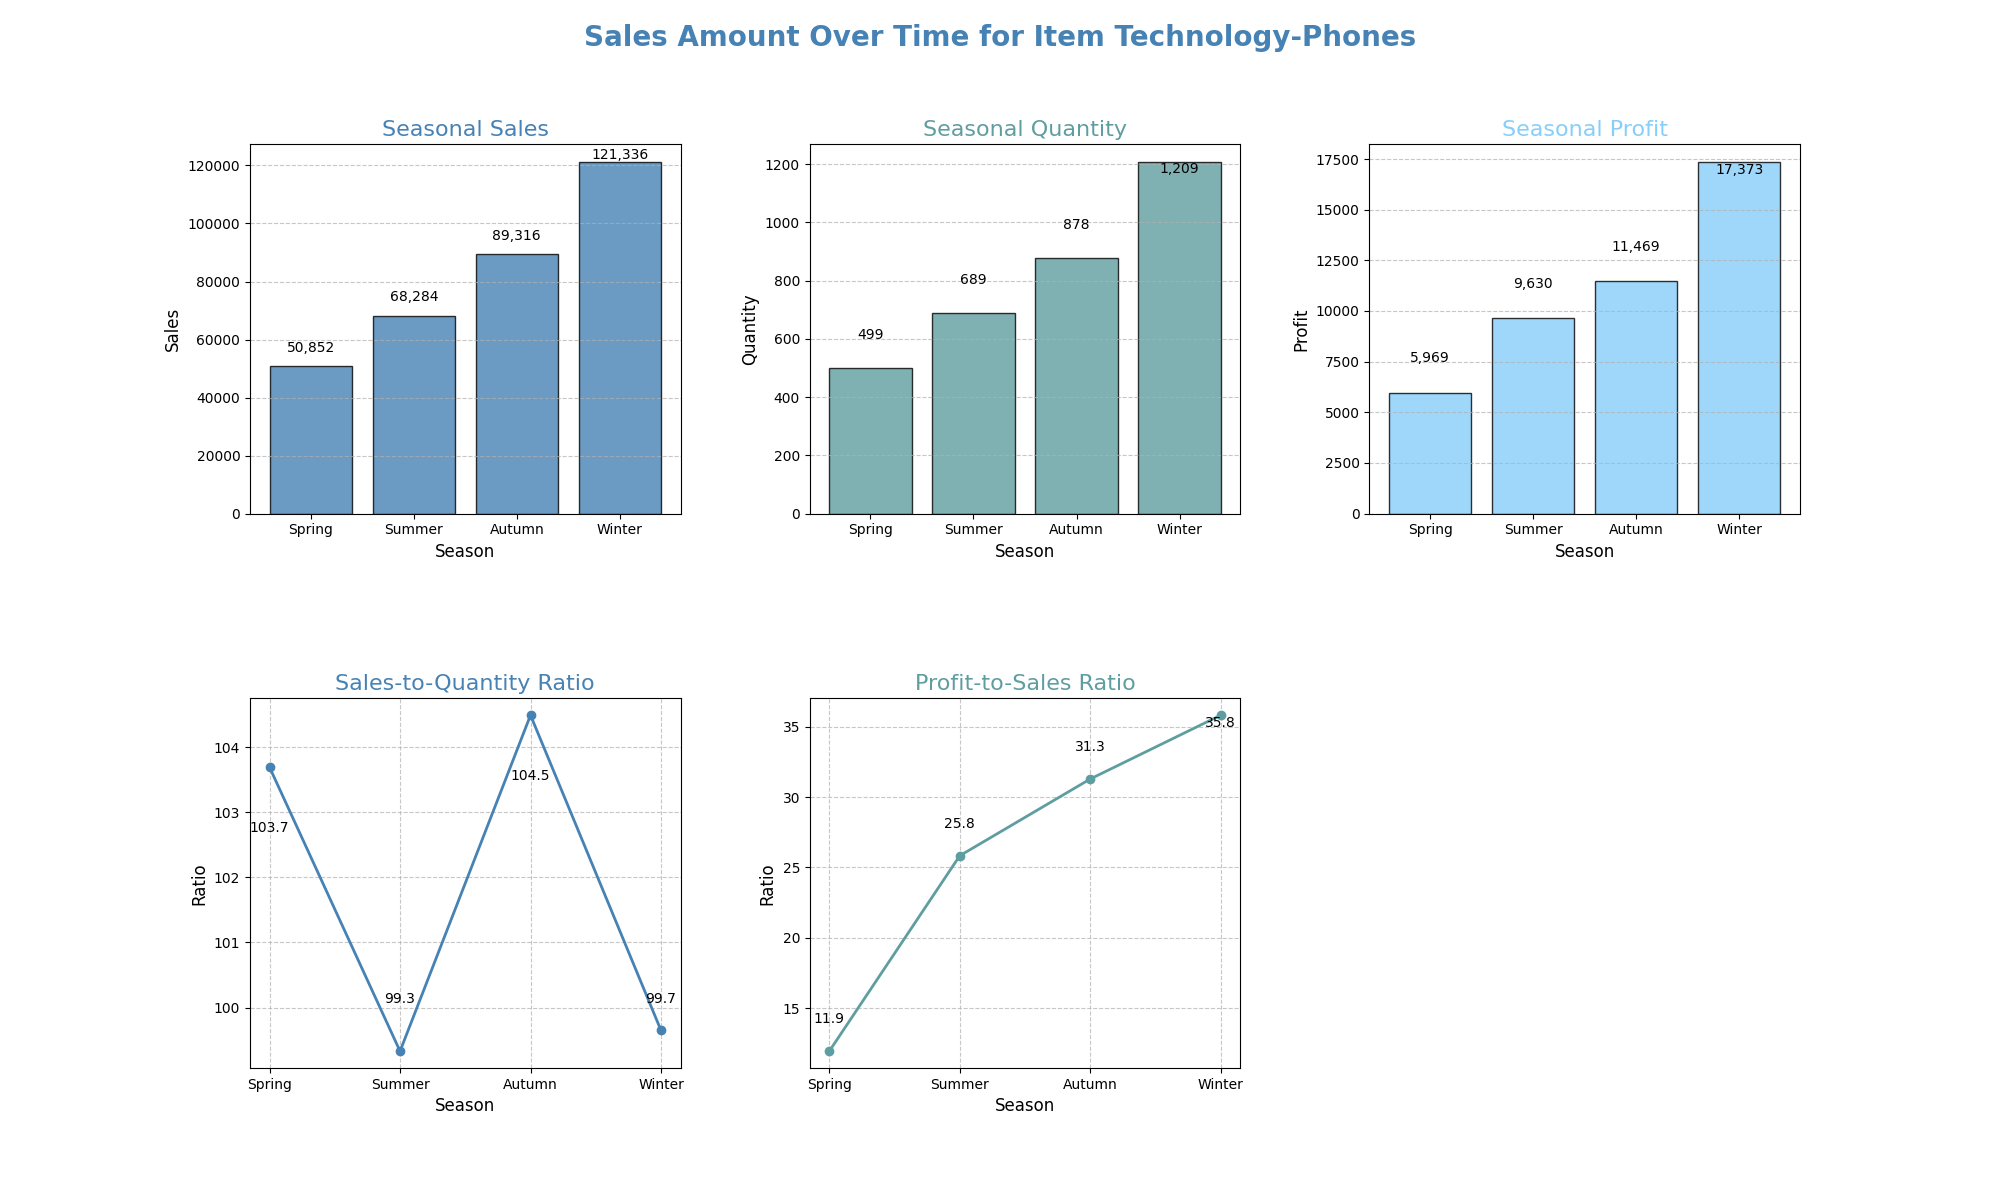 Sales Amount Over Time for Item Technology-Phones
Seasonal Sales
121,336
89,316
68,284
50,852
120000
100000
80000
60000
40000
20000
0
Sales
Spring Summer Autumn Winter
Season
Seasonal Quantity
1,209
878
689
499
1200
1000
800
600
400
200
0
Quantity
Spring Summer Autumn Winter
Season
Seasonal Profit
17,373
11,469
9,630
5,969
17500
15000
12500
10000
7500
5000
2500
0
Profit
Spring Summer Autumn Winter
Season
Sales-to-Quantity Ratio
104
103
102
101
100
Ratio
103.7
99.3
104.5
99.7
Spring Summer Autumn Winter
Season
Profit-to-Sales Ratio
35
30
25
20
15
Ratio
11.9
25.8
31.3
35.8
Spring Summer Autumn Winter
Season